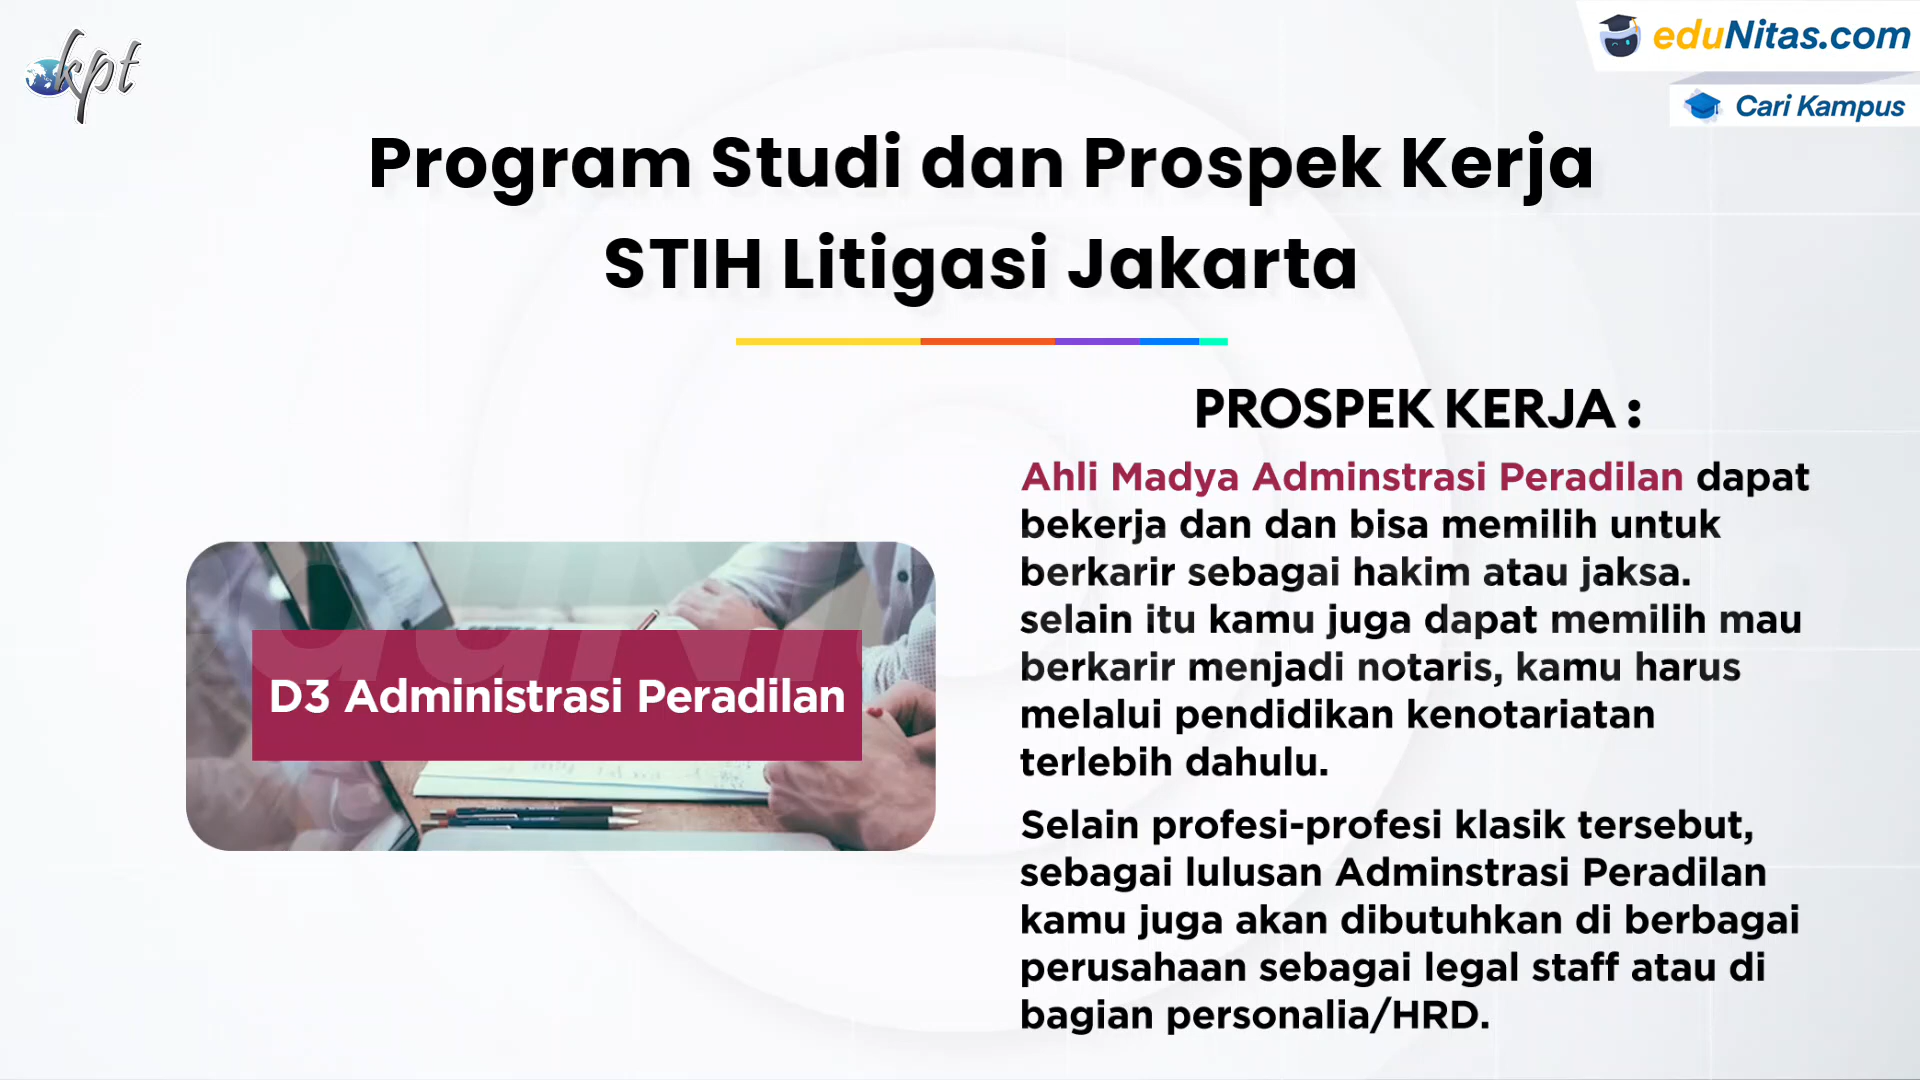 kpt
eduNitas.com
Cari Kampus
Program Studi dan Prospek Kerja
STIH Litigasi Jakarta
PROSPEK KERJA :
Ahli Madya Adminstrasi Peradilan dapat
bekerja dan dan bisa memilih untuk
berkarir sebagai hakim atau jaksa.
selain itu kamu juga dapat memilih mau
berkarir menjadi notaris, kamu harus
melalui pendidikan kenotariatan
terlebih dahulu.
Selain profesi-profesi klasik tersebut,
sebagai lulusan Adminstrasi Peradilan
kamu juga akan dibutuhkan di berbagai
perusahaan sebagai legal staff atau di
bagian personalia/HRD.
D3 Administrasi Peradilan